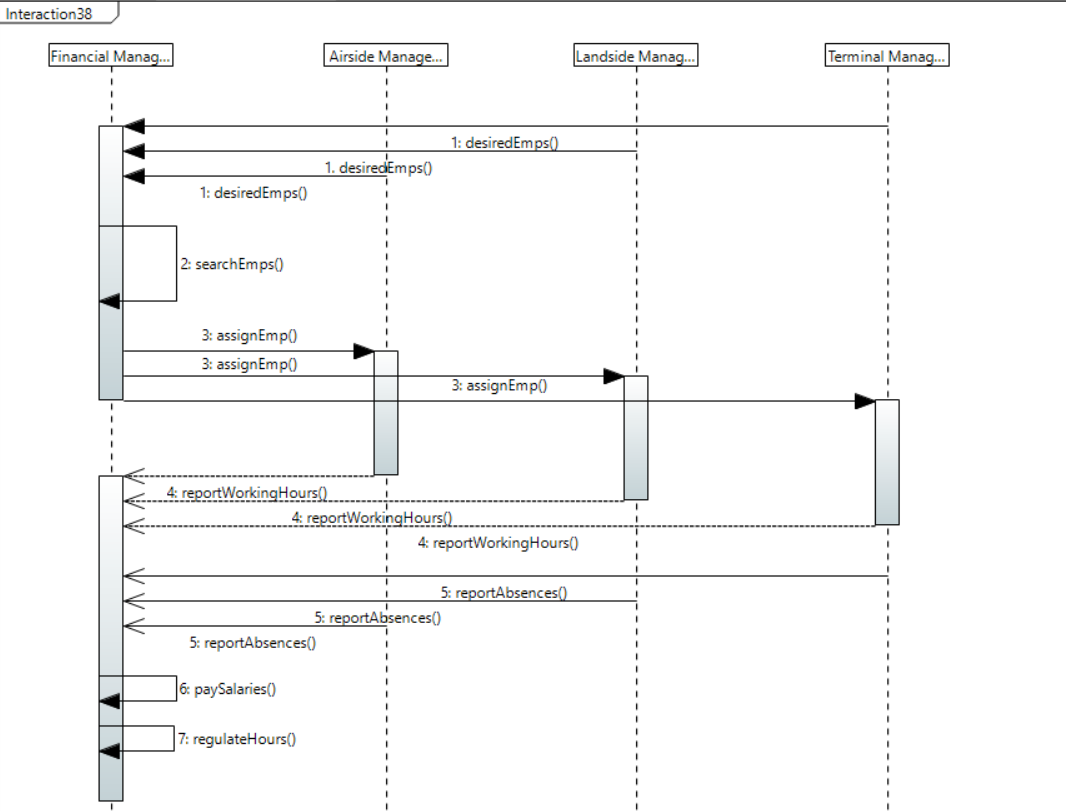 Interaction38
Financial Manag...
Airside Manage...
Landside Manag...
Terminal Manag...
1: desiredEmps()
1. desiredEmps()
1: desiredEmps()
2: searchEmps()
3: assignEmp()
3: assignEmp()
3: assignEmp()
4: reportWorkingHours()
4: reportWorkingHours()
4: reportWorkingHours()
5: reportAbsences()
5: reportAbsences()
5: reportAbsences()
6: paySalaries()
7: regulateHours()